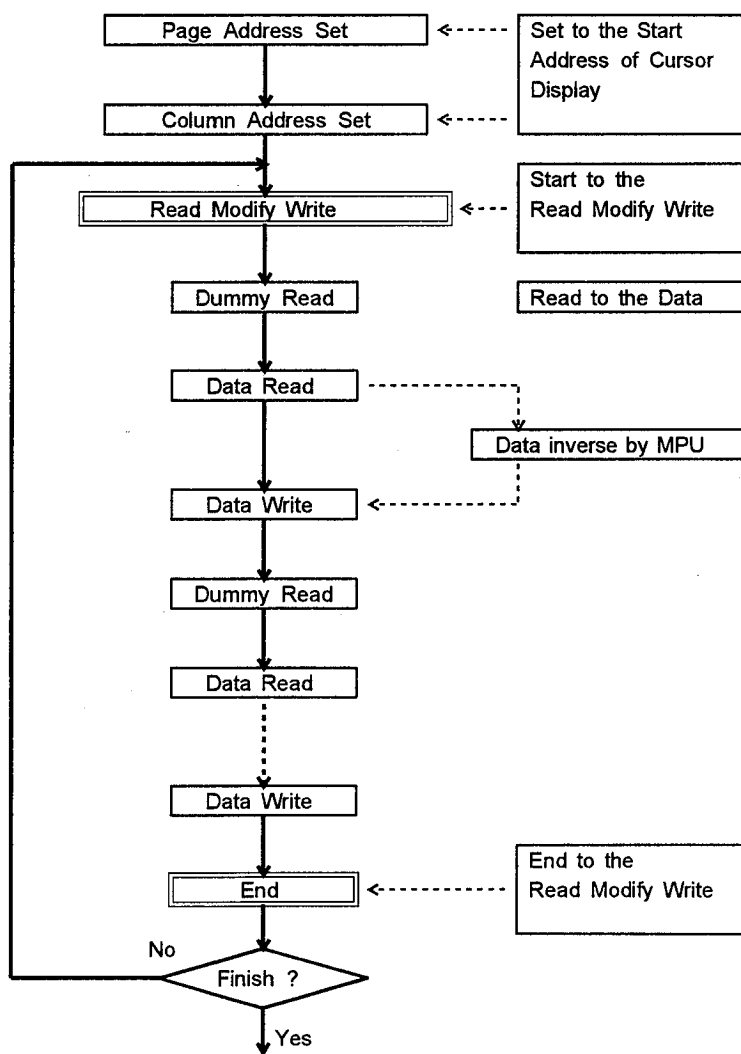 Page Address Set
Set to the Start
Address of Cursor
Display
Column Address Set
Start to the
Read Modify Write
Read Modify Write
Dummy Read
Read to the Data
Data Read
Data inverse by MPU
Data Write
Dummy Read
Data Read
Data Write
End to the
Read Modify Write
End
No
Finish ?
Yes